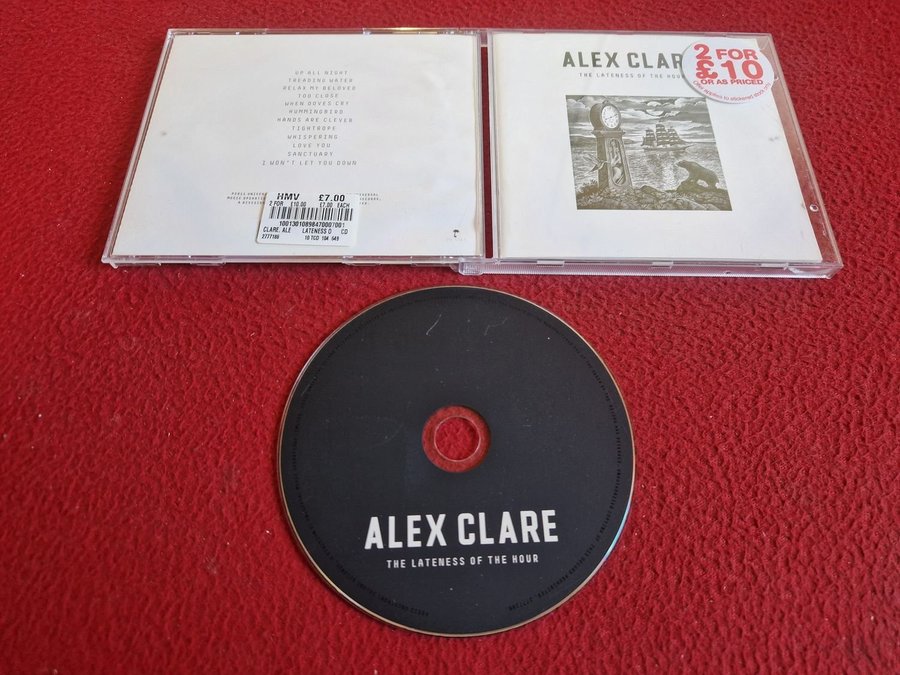 UP ALL NIGHT
TREADING WATER
RELAX MY BELOVED
TOO CLOSE
WHEN DOVES CRY
HUMMINGBIRD
HANDS ARE CLEVER
TIGHTROPE
WHISPERING
LOVE YOU
SANCTUARY
I WON'T LET YOU DOWN
HMV £7.00
2 FOR £10.00 £7.00 EACH
CLARE, ALE LATENESS O CD
2777186
ALEX CLAR
THE LATENESS OF THE HOUR
2 FOR
£10
OR AS PRICED
ALEX CLARE
THE LATENESS OF THE HOUR